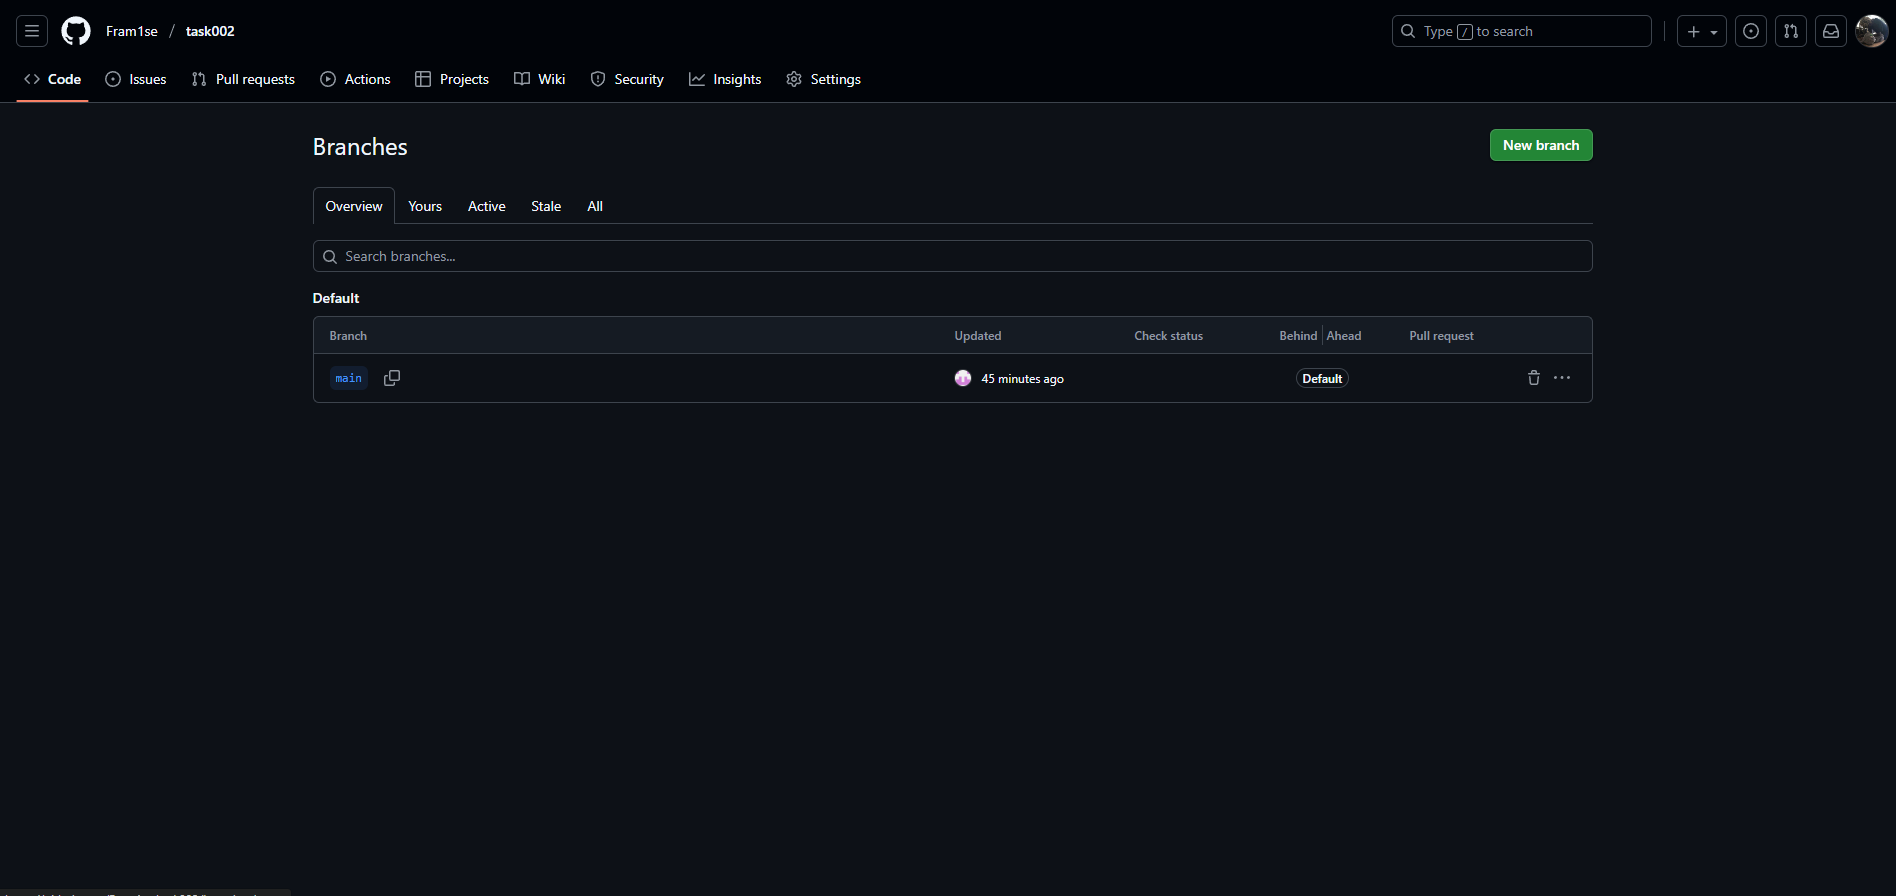 Fram1se / task002
Type / to search
Code Issues Pull requests Actions Projects Wiki Security Insights Settings
Branches
New branch
Overview Yours Active Stale All
Search branches...
Default
Branch Updated Check status Behind Ahead Pull request
main 45 minutes ago Default